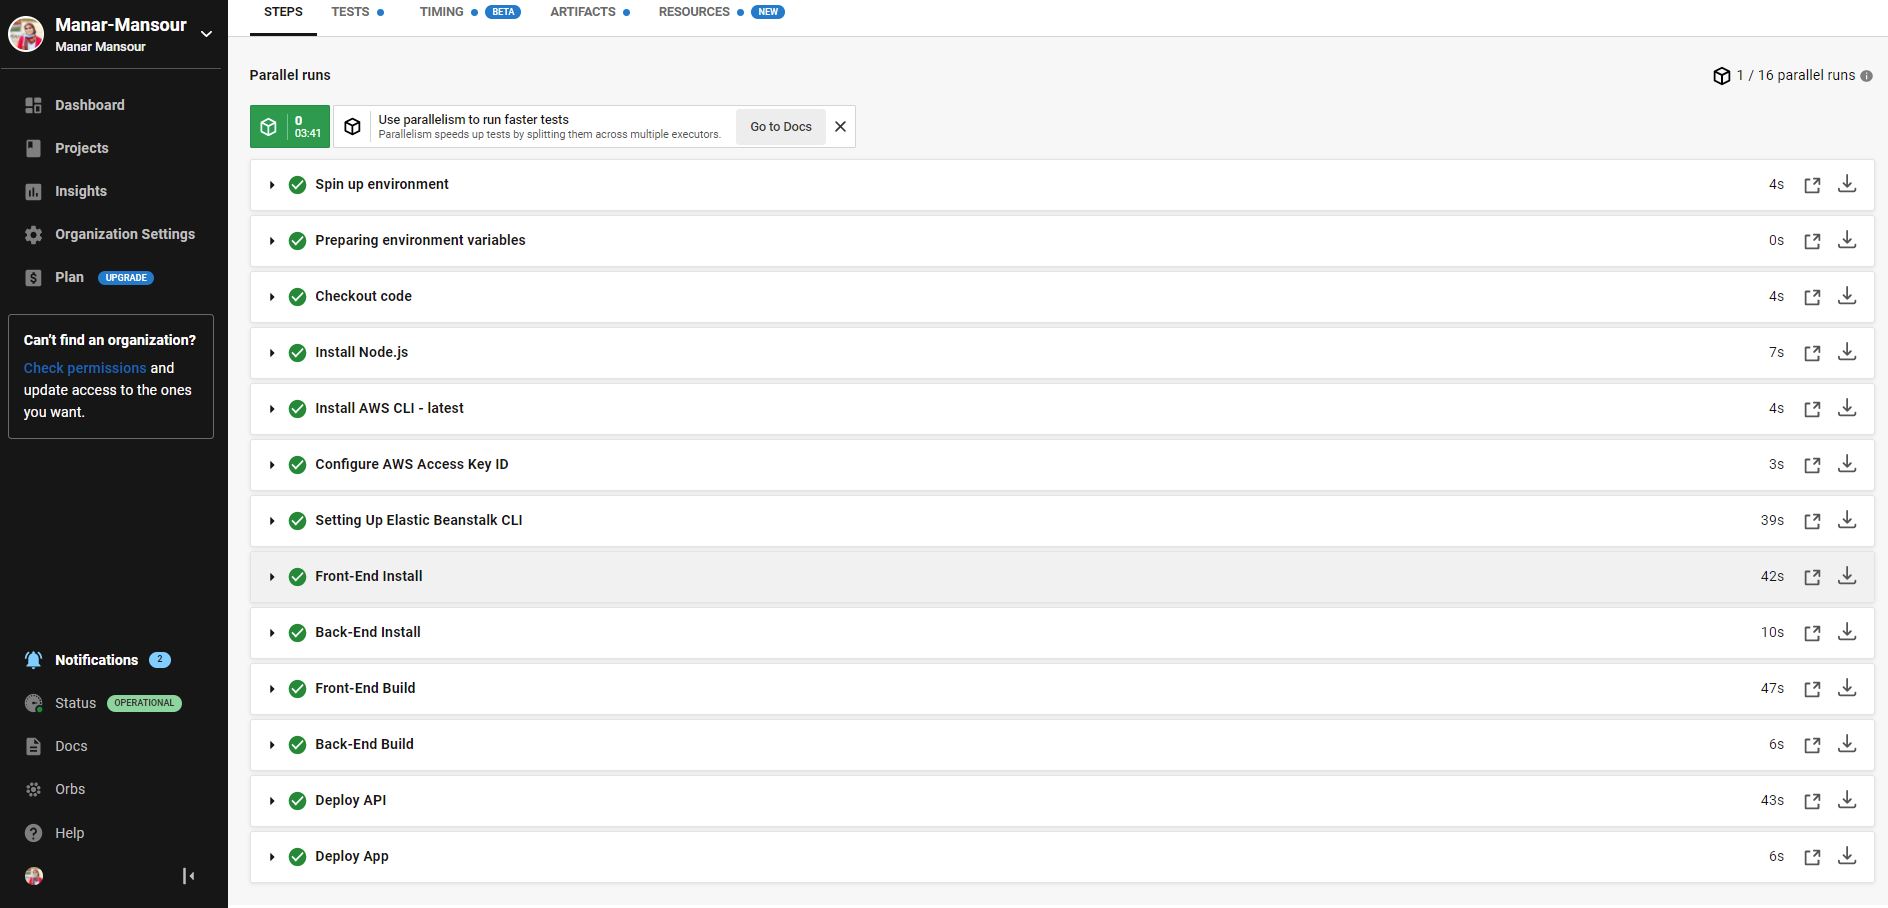 Manar-Mansour
Manar Mansour
Dashboard
Projects
Insights
Organization Settings
Plan UPGRADE
Can't find an organization?
Check permissions and
update access to the ones
you want.
Notifications 2
Status OPERATIONAL
Docs
Orbs
Help
STEPS TESTS TIMING BETA ARTIFACTS RESOURCES NEW
Parallel runs
1 / 16 parallel runs
0
03:41
Use parallelism to run faster tests
Parallelism speeds up tests by splitting them across multiple executors.
Go to Docs
Spin up environment 4s
Preparing environment variables 0s
Checkout code 4s
Install Node.js 7s
Install AWS CLI - latest 4s
Configure AWS Access Key ID 3s
Setting Up Elastic Beanstalk CLI 39s
Front-End Install 42s
Back-End Install 10s
Front-End Build 47s
Back-End Build 6s
Deploy API 43s
Deploy App 6s